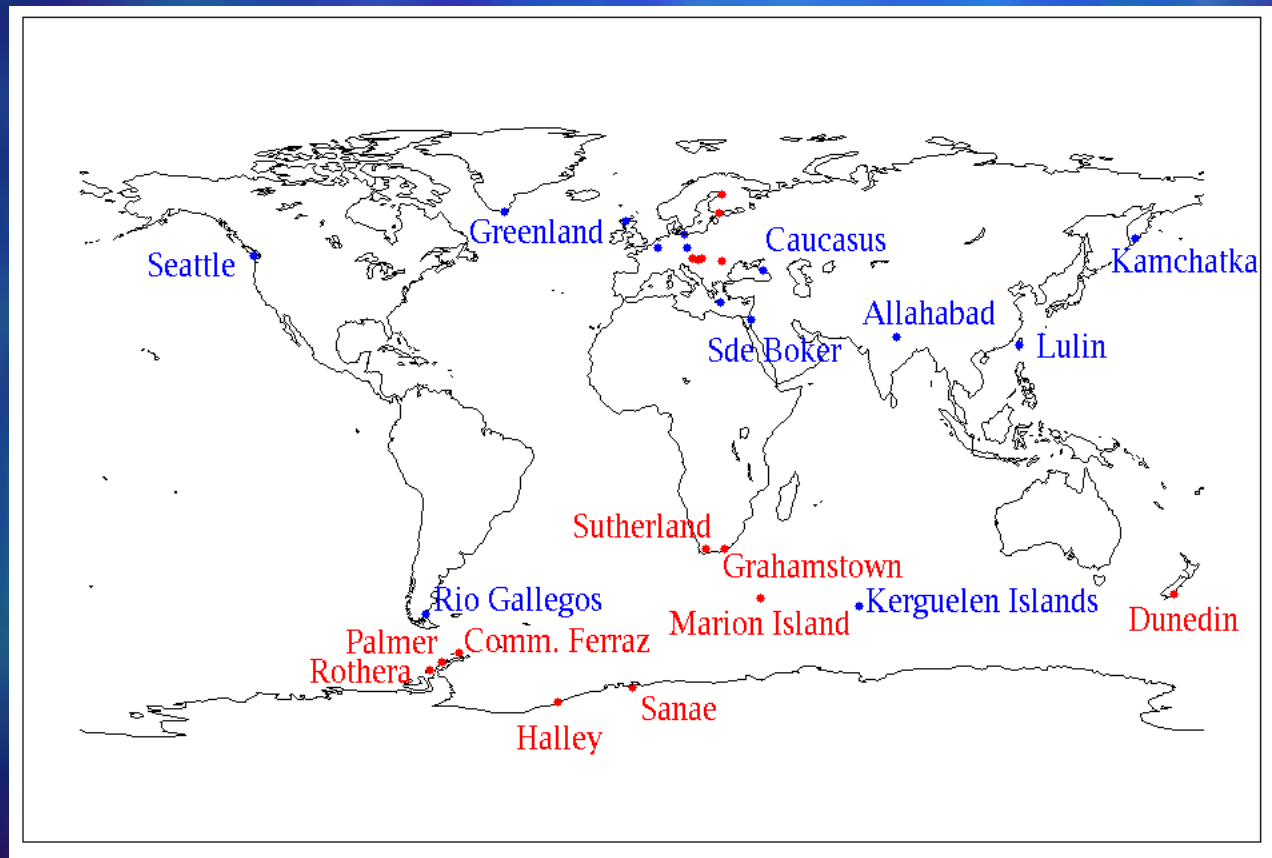 Greenland
Caucasus
Seattle
Kamchatka
Allahabad
Sde Boker
Lulin
Sutherland
Grahamstown
Rio Gallegos
Kerguelen Islands
Marion Island
Dunedin
Palmer
Comm. Ferraz
Rothera
Sanae
Halley